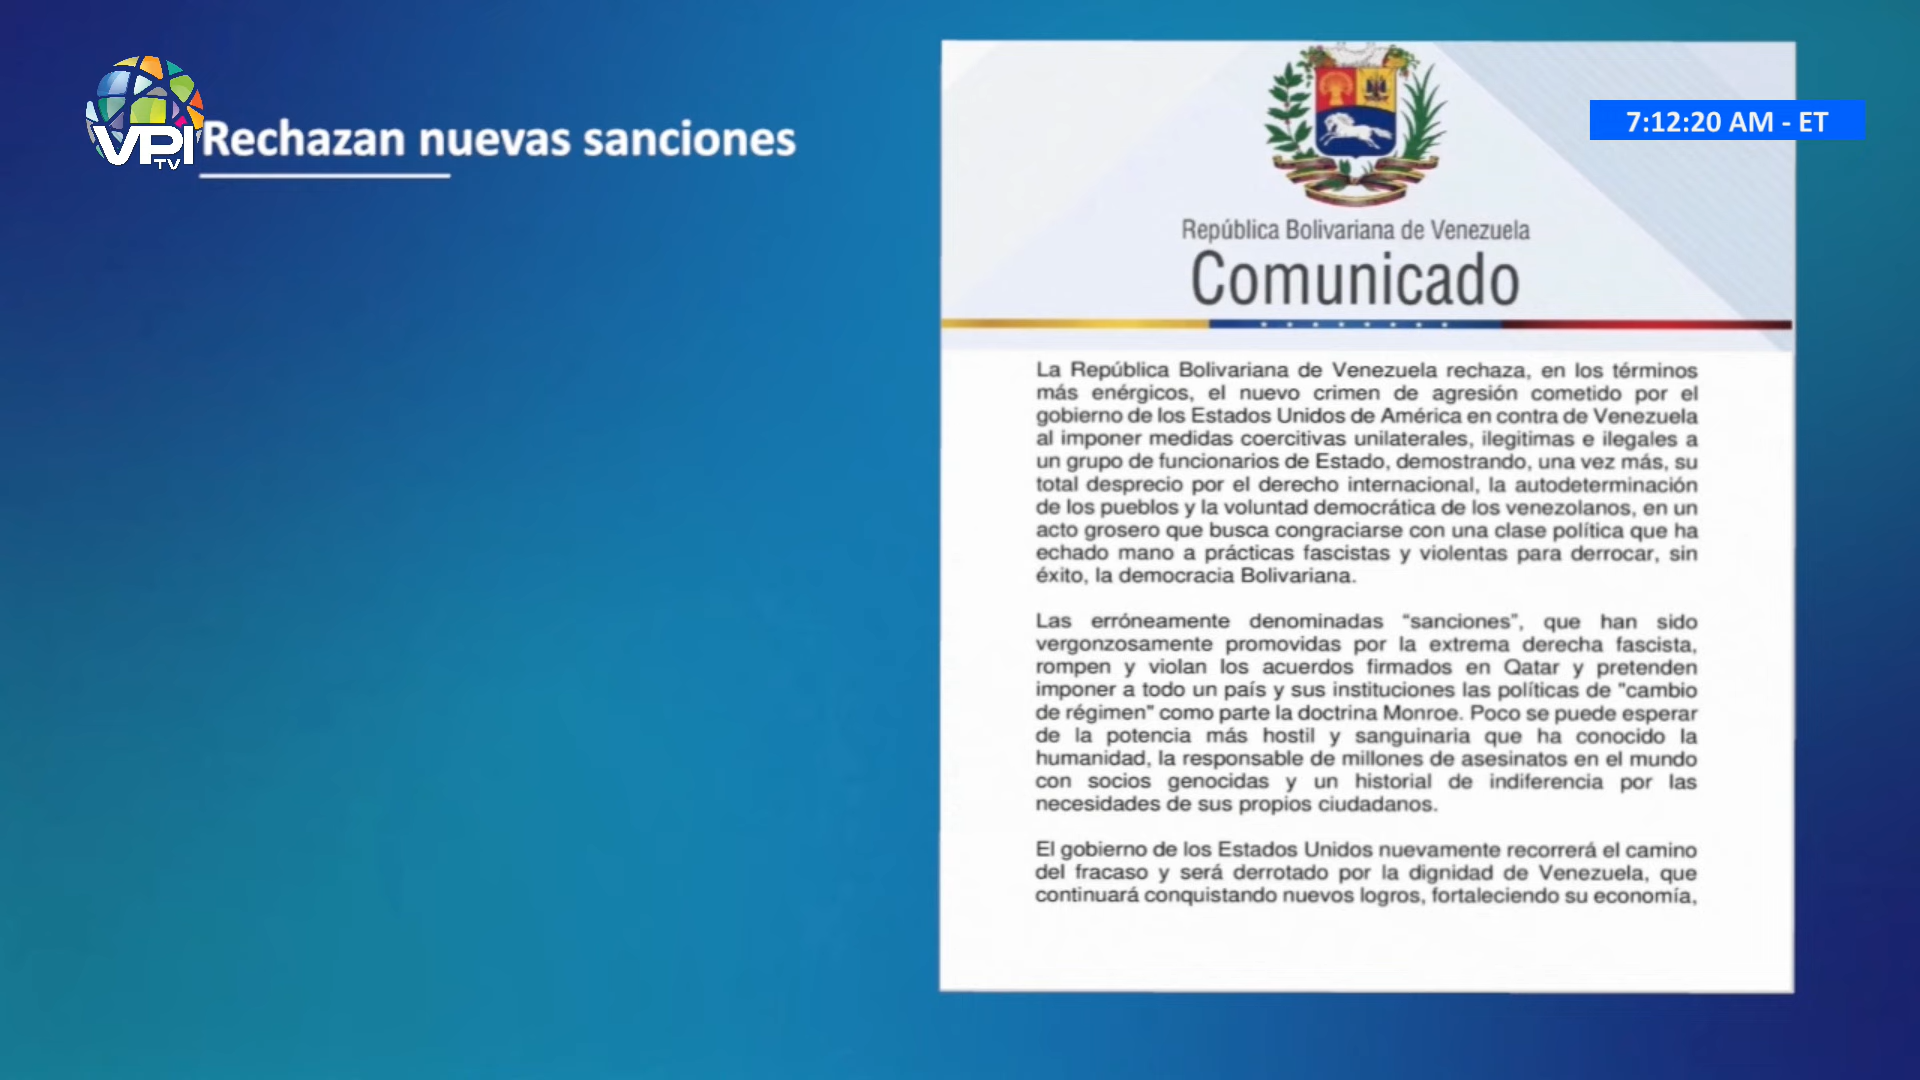 VPI
TV
Rechazan nuevas sanciones
7:12:20 AM - ET
República Bolivariana de Venezuela
Comunicado
La República Bolivariana de Venezuela rechaza, en los términos
más enérgicos, el nuevo crimen de agresión cometido por el
gobierno de los Estados Unidos de América en contra de Venezuela
al imponer medidas coercitivas unilaterales, ilegitimas e ilegales a
un grupo de funcionarios de Estado, demostrando, una vez más, su
total desprecio por el derecho internacional, la autodeterminación
de los pueblos y la voluntad democrática de los venezolanos, en un
acto grosero que busca congraciarse con una clase política que ha
echado mano a prácticas fascistas y violentas para derrocar, sin
éxito, la democracia Bolivariana.
Las erróneamente denominadas “sanciones”, que han sido
vergonzosamente promovidas por la extrema derecha fascista,
rompen y violan los acuerdos firmados en Qatar y pretenden
imponer a todo un país y sus instituciones las políticas de "cambio
de régimen" como parte la doctrina Monroe. Poco se puede esperar
de la potencia más hostil y sanguinaria que ha conocido la
humanidad, la responsable de millones de asesinatos en el mundo
con socios genocidas y un historial de indiferencia por las
necesidades de sus propios ciudadanos.
El gobierno de los Estados Unidos nuevamente recorrerá el camino
del fracaso y será derrotado por la dignidad de Venezuela, que
continuará conquistando nuevos logros, fortaleciendo su economía,